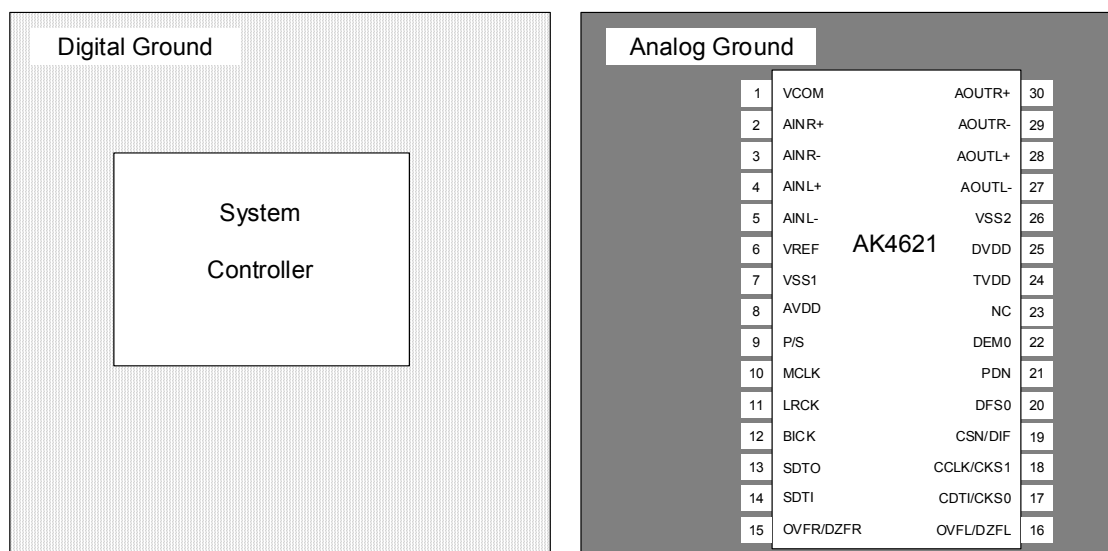 Digital Ground
System
Controller
Analog Ground
AK4621
1 VCOM AOUTR+ 30
2 AINR+ AOUTR- 29
3 AINR- AOUTL+ 28
4 AINL+ AOUTL- 27
5 AINL- VSS2 26
6 VREF DVDD 25
7 VSS1 TVDD 24
8 AVDD NC 23
9 P/S DEM0 22
10 MCLK PDN 21
11 LRCK DFS0 20
12 BICK CSN/DIF 19
13 SDTO CCLK/CKS1 18
14 SDTI CDTI/CKS0 17
15 OVFR/DZFR OVFL/DZFL 16